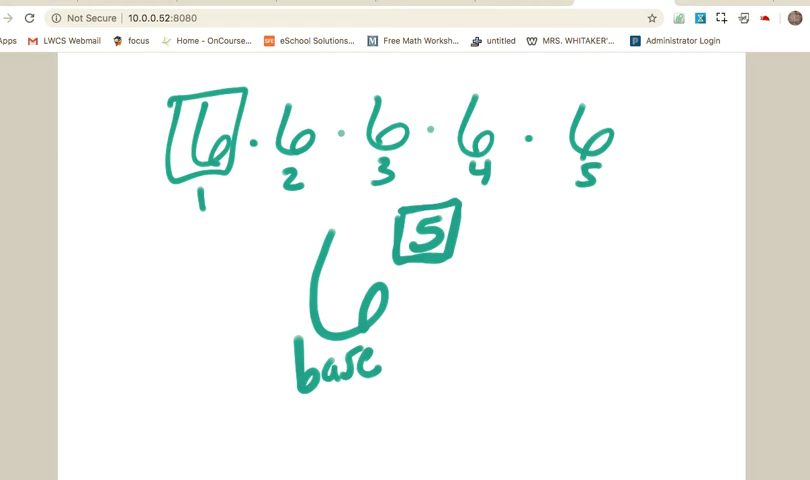 Not Secure | 10.0.0.52:8080
Apps LWCS Webmail focus Home - OnCourse... SFE eSchool Solutions... M Free Math Worksh... untitled W MRS. WHITAKER'... P Administrator Login
6 · 6 · 6 · 6 · 6
1 2 3 4 5
6 5
base